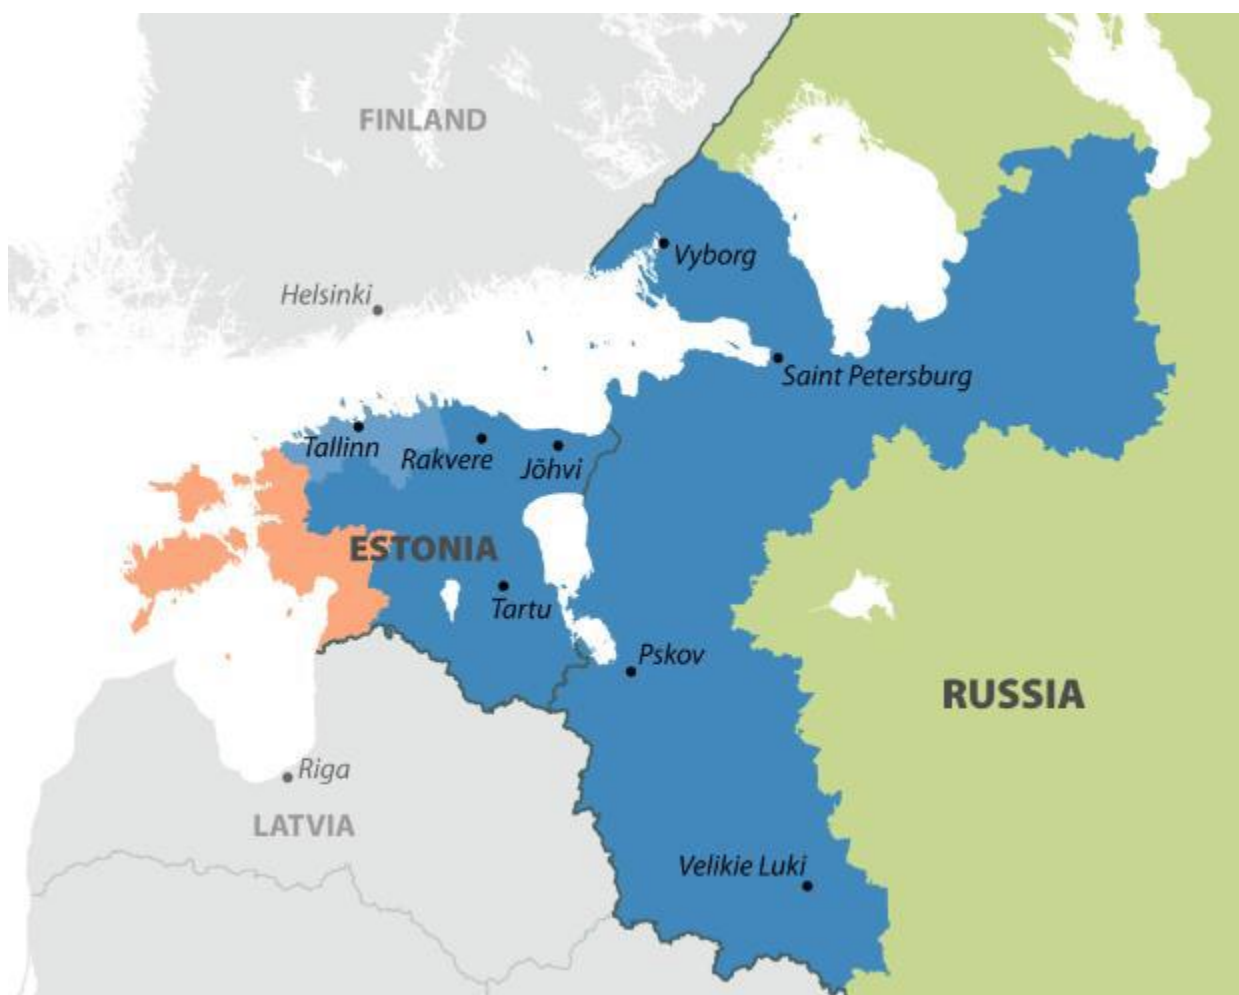 FINLAND
Vyborg
Helsinki
Saint Petersburg
Tallinn
Rakvere
Jõhvi
ESTONIA
Tartu
Pskov
RUSSIA
Riga
LATVIA
Velikie Luki